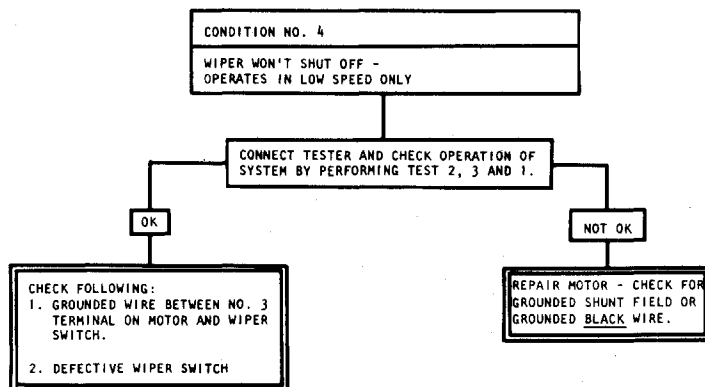 CONDITION NO. 4
WIPER WON'T SHUT OFF -
OPERATES IN LOW SPEED ONLY
CONNECT TESTER AND CHECK OPERATION OF
SYSTEM BY PERFORMING TEST 2, 3 AND 1.
OK
NOT OK
CHECK FOLLOWING:
1. GROUNDED WIRE BETWEEN NO. 3
TERMINAL ON MOTOR AND WIPER
SWITCH.
2. DEFECTIVE WIPER SWITCH
REPAIR MOTOR - CHECK FOR
GROUNDED SHUNT FIELD OR
GROUNDED BLACK WIRE.